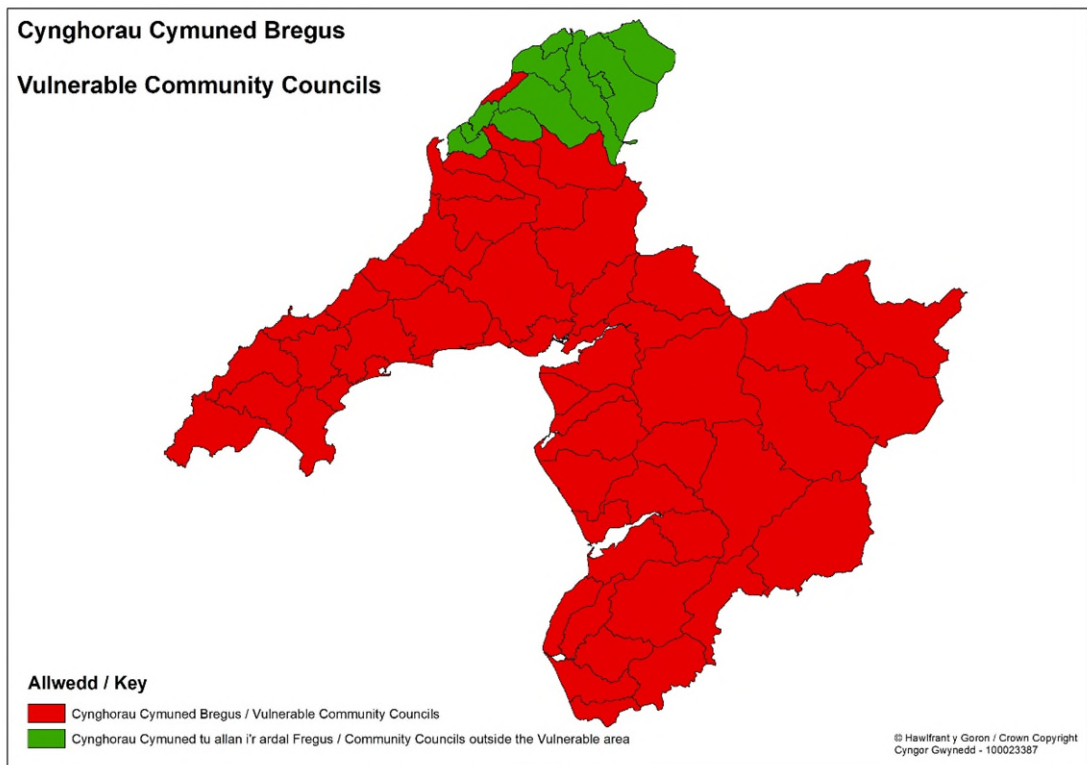 Cynghorau Cymuned Bregus
Vulnerable Community Councils
Allwedd / Key
Cynghorau Cymuned Bregus / Vulnerable Community Councils
Cynghorau Cymuned tu allan i'r ardal Fregus / Community Councils outside the Vulnerable area
© Hawlfraint y Goron / Crown Copyright
Cyngor Gwynedd - 100023387